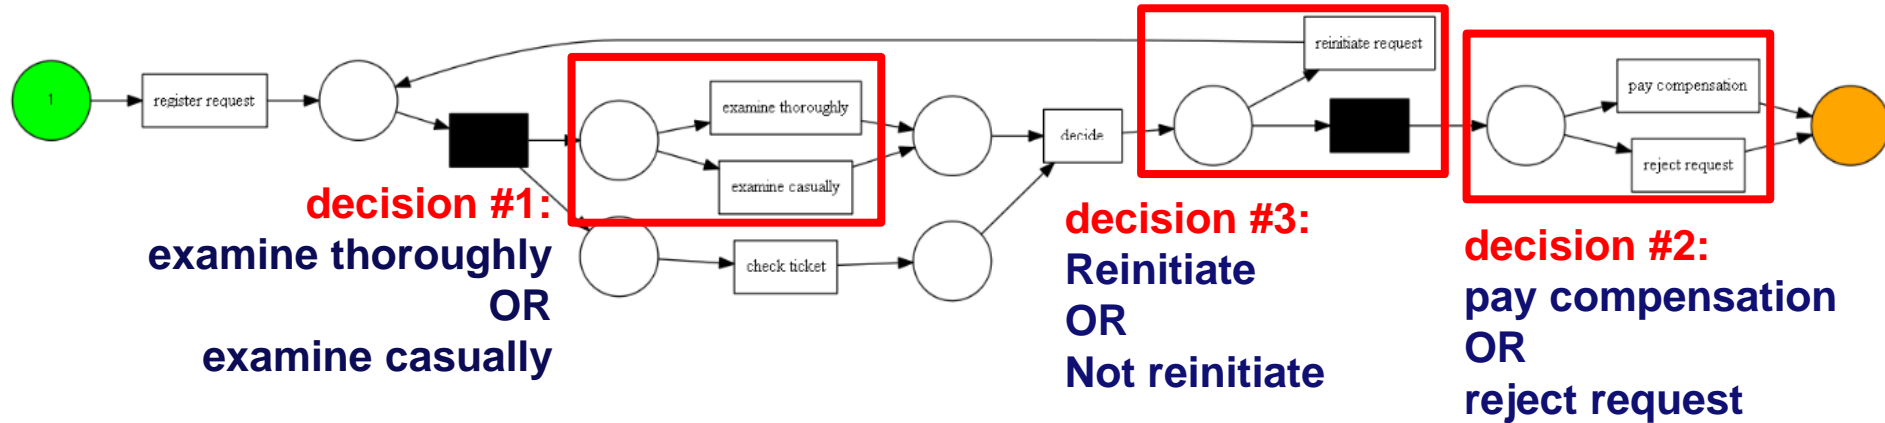 1
register request
examine thoroughly
examine casually
check ticket
decide
reinitiate request
pay compensation
reject request
decision #1:
examine thoroughly
OR
examine casually
decision #3:
Reinitiate
OR
Not reinitiate
decision #2:
pay compensation
OR
reject request